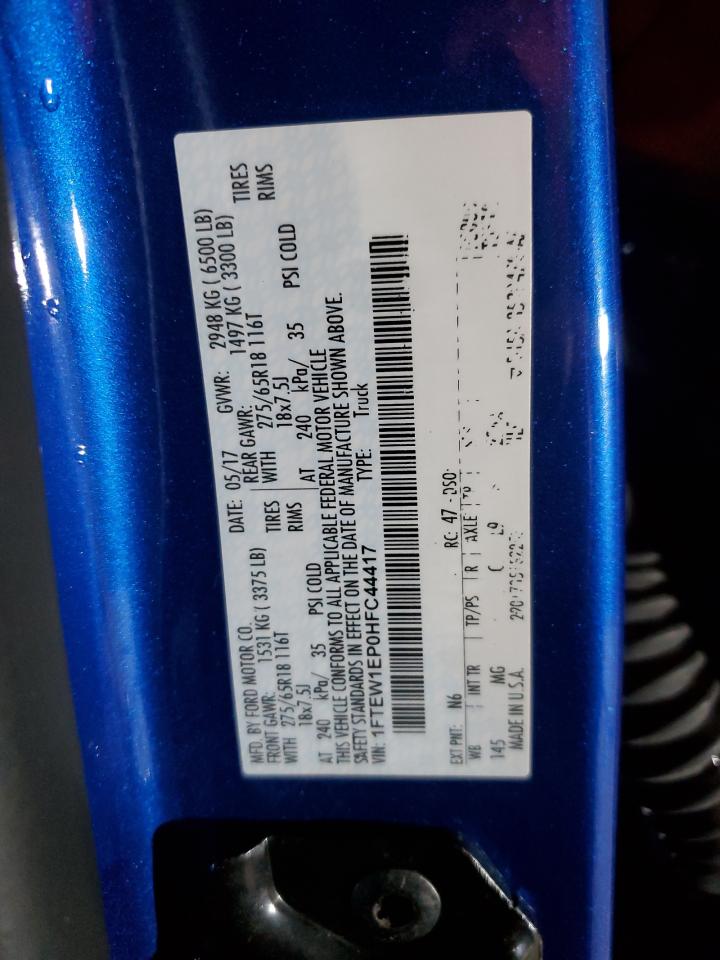 MFD. BY FORD MOTOR CO. DATE: 05/17 GVWR: 2948 KG ( 6500 LB)
FRONT GAWR: 1531 KG ( 3375 LB) REAR GAWR: 1497 KG ( 3300 LB)
WITH 275/65R18 116T TIRES WITH 275/65R18 116T TIRES
18x7.5J RIMS 18x7.5J RIMS
AT 240 kPa/ 35 PSI COLD AT 240 kPa/ 35 PSI COLD
THIS VEHICLE CONFORMS TO ALL APPLICABLE FEDERAL MOTOR VEHICLE
SAFETY STANDARDS IN EFFECT ON THE DATE OF MANUFACTURE SHOWN ABOVE.
VIN: 1FTEW1EP0HFC44417 TYPE: Truck
EXT PNT: N6 RC: 47 DSO:
WB INT TR TP/PS R AXLE
145 MG C L9
MADE IN U.S.A.